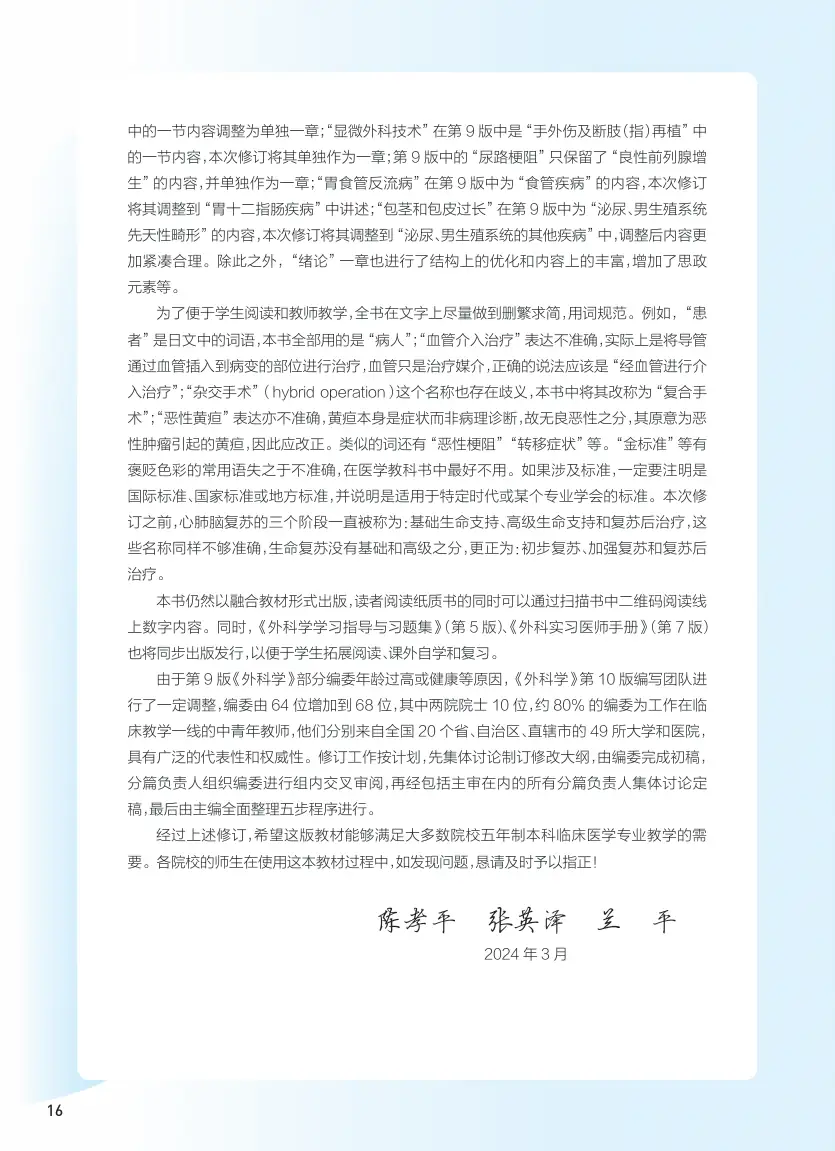 中的一节内容调整为单独一章；“显微外科技术”在第 9 版中是“手外伤及断肢（指）再植”中
的一节内容，本次修订将其单独作为一章；第 9 版中的“尿路梗阻”只保留了“良性前列腺增
生”的内容，并单独作为一章；“胃食管反流病”在第 9 版中为“食管疾病”的内容，本次修订
将其调整到“胃十二指肠疾病”中讲述；“包茎和包皮过长”在第 9 版中为“泌尿、男生殖系统
先天性畸形”的内容，本次修订将其调整到“泌尿、男生殖系统的其他疾病”中，调整后内容更
加紧凑合理。除此之外，“绪论”一章也进行了结构上的优化和内容上的丰富，增加了思政
元素等。
为了便于学生阅读和教师教学，全书在文字上尽量做到删繁求简，用词规范。例如，“患
者”是日文中的词语，本书全部用的是“病人”；“血管介入治疗”表达不准确，实际上是将导管
通过血管插入到病变的部位进行治疗，血管只是治疗媒介，正确的说法应该是“经血管进行介
入治疗”；“杂交手术”（hybrid operation）这个名称也存在歧义，本书中将其改称为“复合手
术”；“恶性黄疸”表达亦不准确，黄疸本身是症状而非病理诊断，故无良恶性之分，其原意为恶
性肿瘤引起的黄疸，因此应改正。类似的词还有“恶性梗阻”“转移症状”等。“金标准”等有
褒贬色彩的常用语失之于不准确，在医学教科书中最好不用。如果涉及标准，一定要注明是
国际标准、国家标准或地方标准，并说明是适用于特定时代或某个专业学会的标准。本次修
订之前，心肺脑复苏的三个阶段一直被称为：基础生命支持、高级生命支持和复苏后治疗，这
些名称同样不够准确，生命复苏没有基础和高级之分，更正为：初步复苏、加强复苏和复苏后
治疗。
本书仍然以融合教材形式出版，读者阅读纸质书的同时可以通过扫描书中二维码阅读线
上数字内容。同时，《外科学学习指导与习题集》（第 5 版）、《外科实习医师手册》（第 7 版）
也将同步出版发行，以便于学生拓展阅读、课外自学和复习。
由于第 9 版《外科学》部分编委年龄过高或健康等原因，《外科学》第 10 版编写团队进
行了一定调整，编委由 64 位增加到 68 位，其中两院院士 10 位，约 80% 的编委为工作在临
床教学一线的中青年教师，他们分别来自全国 20 个省、自治区、直辖市的 49 所大学和医院，
具有广泛的代表性和权威性。修订工作按计划，先集体讨论制订修改大纲，由编委完成初稿，
分篇负责人组织编委进行组内交叉审阅，再经包括主审在内的所有分篇负责人集体讨论定
稿，最后由主编全面整理五步程序进行。
经过上述修订，希望这版教材能够满足大多数院校五年制本科临床医学专业教学的需
要。各院校的师生在使用这本教材过程中，如发现问题，恳请及时予以指正！
陈孝平 张英泽 兰 平
2024 年 3 月
16